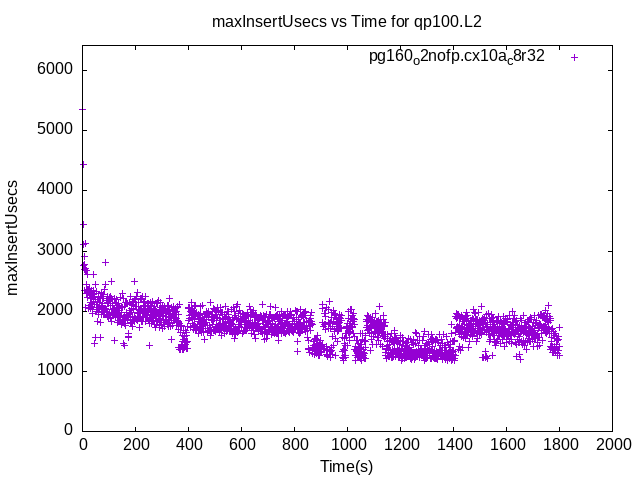 maxInsertUsecs vs Time for qp100.L2
pg160o2nofp.cx10ac8r32
6000
5000
4000
3000
2000
1000
0
maxInsertUsecs
0 200 400 600 800 1000 1200 1400 1600 1800 2000
Time(s)